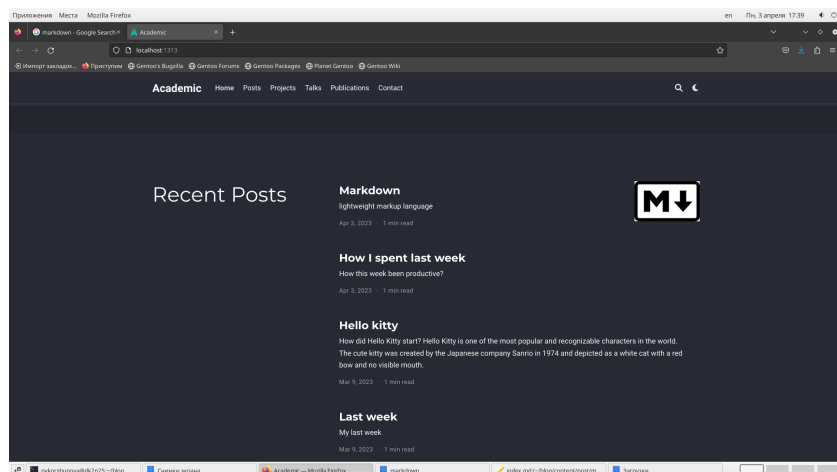 Приложения Места Mozilla Firefox en Пн, 3 апреля 17:39
markdown - Google Search Academic
localhost:1313
Импорт закладок... Приступим Gentoo's Bugzilla Gentoo Forums Gentoo Packages Planet Gentoo Gentoo Wiki
Academic Home Posts Projects Talks Publications Contact
Recent Posts
Markdown
lightweight markup language
Apr 3, 2023 · 1 min read
M
How I spent last week
How this week been productive?
Apr 3, 2023 · 1 min read
Hello kitty
How did Hello Kitty start? Hello Kitty is one of the most popular and recognizable characters in the world.
The cute kitty was created by the Japanese company Sanrio in 1974 and depicted as a white cat with a red
bow and no visible mouth.
Mar 9, 2023 · 1 min read
Last week
My last week
Mar 9, 2023 · 1 min read
Снимки экрана Academic — Mozilla Firefox markdown index.md (~/blog/content/post/m... Загрузки